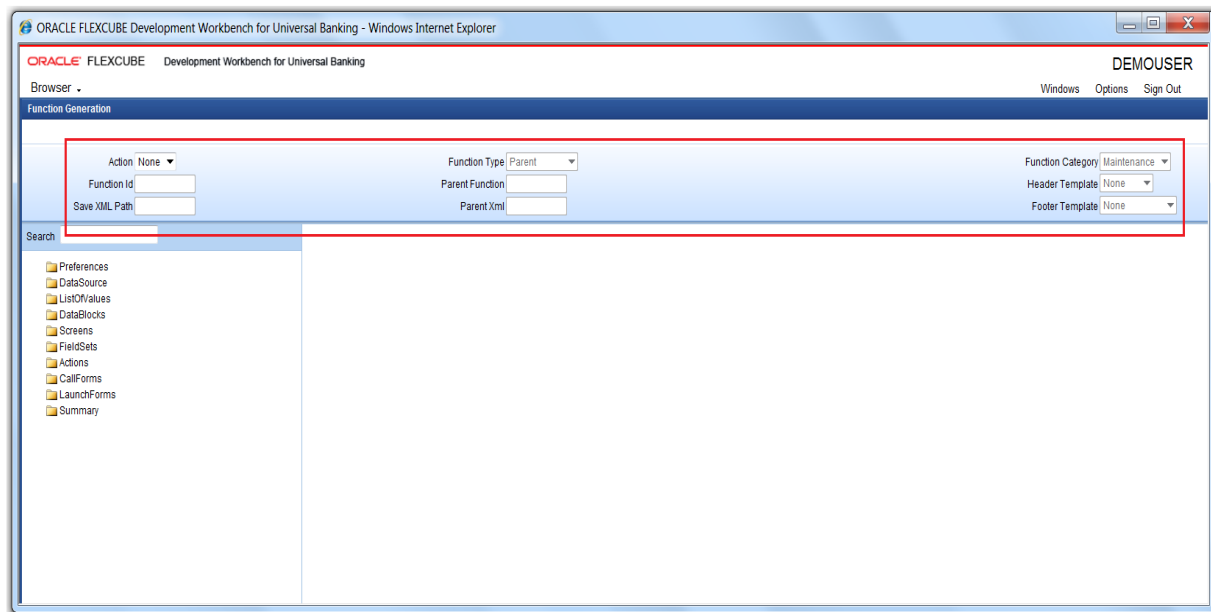 ORACLE FLEXCUBE Development Workbench for Universal Banking - Windows Internet Explorer
X
ORACLE' FLEXCUBE Development Workbench for Universal Banking
DEMOUSER
Browser
Windows Options Sign Out
Function Generation
Action None Function Type Parent Function Category Maintenance
Function Id Parent Function Header Template None
Save XML Path Parent Xml Footer Template None
Search
Preferences
DataSource
ListOfValues
DataBlocks
Screens
FieldSets
Actions
CallForms
LaunchForms
Summary